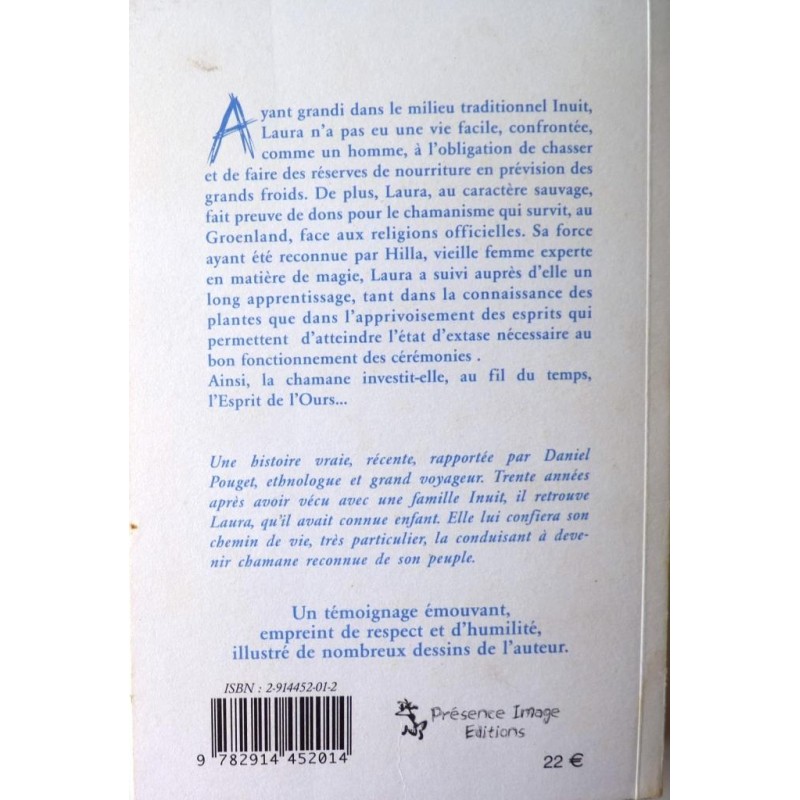 Ayant grandi dans le milieu traditionnel Inuit,
Laura n'a pas eu une vie facile, confrontée,
comme un homme, à l'obligation de chasser
et de faire des réserves de nourriture en prévision des
grands froids. De plus, Laura, au caractère sauvage,
fait preuve de dons pour le chamanisme qui survit, au
Groenland, face aux religions officielles. Sa force
ayant été reconnue par Hilla, vieille femme experte
en matière de magie, Laura a suivi auprès d'elle un
long apprentissage, tant dans la connaissance des
plantes que dans l'apprivoisement des esprits qui
permettent d'atteindre l'état d'extase nécessaire au
bon fonctionnement des cérémonies .
Ainsi, la chamane investit-elle, au fil du temps,
l'Esprit de l'Ours...
Une histoire vraie, récente, rapportée par Daniel
Pouget, ethnologue et grand voyageur. Trente années
après avoir vécu avec une famille Inuit, il retrouve
Laura, qu'il avait connue enfant. Elle lui confiera son
chemin de vie, très particulier, la conduisant à deve-
nir chamane reconnue de son peuple.
Un témoignage émouvant,
empreint de respect et d'humilité,
illustré de nombreux dessins de l'auteur.
ISBN : 2-914452-01-2
9 782914 452014
Présence Image
Editions
22 €